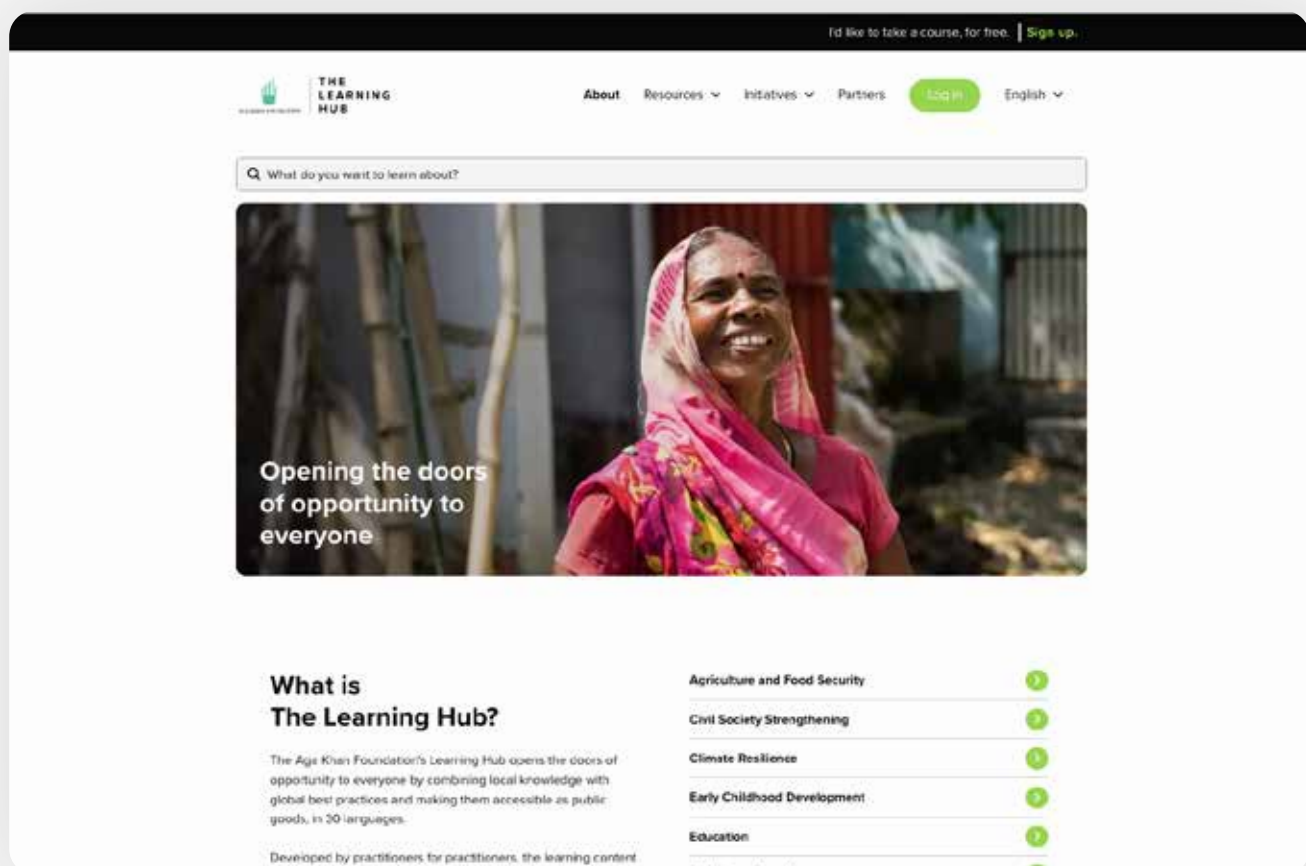 I'd like to take a course, for free. Sign up.
THE
LEARNING
HUB
About Resources Initiatives Partners Log in English
What do you want to learn about?
Opening the doors
of opportunity to
everyone
What is
The Learning Hub?
The Aga Khan Foundation's Learning Hub opens the doors of
opportunity to everyone by combining local knowledge with
global best practices and making them accessible as public
goods, in 30 languages.
Developed by practitioners for practitioners, the learning content
Agriculture and Food Security
Civil Society Strengthening
Climate Resilience
Early Childhood Development
Education